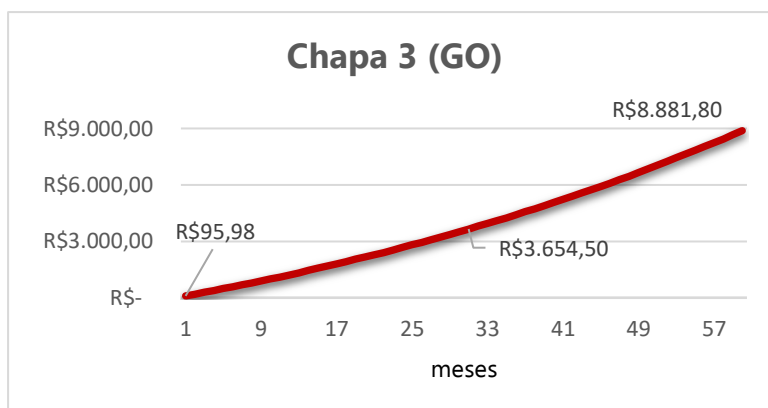 Chapa 3 (GO)
R$9.000,00
R$6.000,00
R$3.000,00
R$-
R$95,98
R$3.654,50
R$8.881,80
1 9 17 25 33 41 49 57
meses